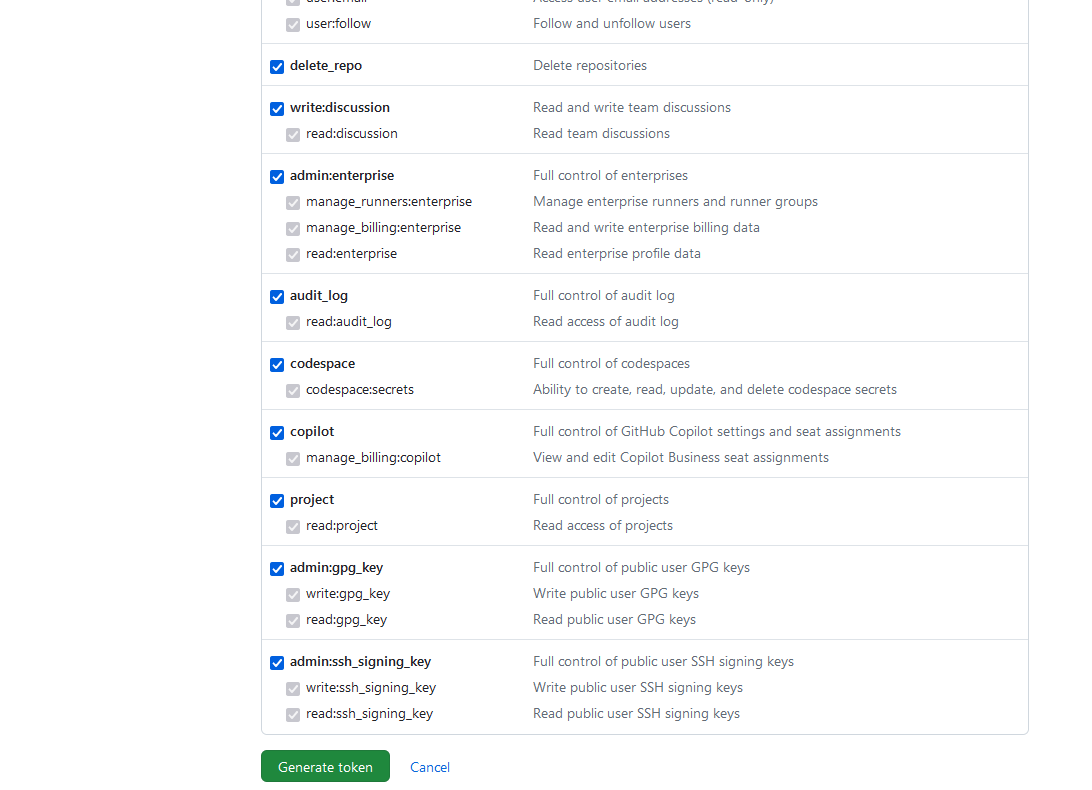 user:follow Follow and unfollow users
delete_repo Delete repositories
write:discussion Read and write team discussions
read:discussion Read team discussions
admin:enterprise Full control of enterprises
manage_runners:enterprise Manage enterprise runners and runner groups
manage_billing:enterprise Read and write enterprise billing data
read:enterprise Read enterprise profile data
audit_log Full control of audit log
read:audit_log Read access of audit log
codespace Full control of codespaces
codespace:secrets Ability to create, read, update, and delete codespace secrets
copilot Full control of GitHub Copilot settings and seat assignments
manage_billing:copilot View and edit Copilot Business seat assignments
project Full control of projects
read:project Read access of projects
admin:gpg_key Full control of public user GPG keys
write:gpg_key Write public user GPG keys
read:gpg_key Read public user GPG keys
admin:ssh_signing_key Full control of public user SSH signing keys
write:ssh_signing_key Write public user SSH signing keys
read:ssh_signing_key Read public user SSH signing keys
Generate token Cancel